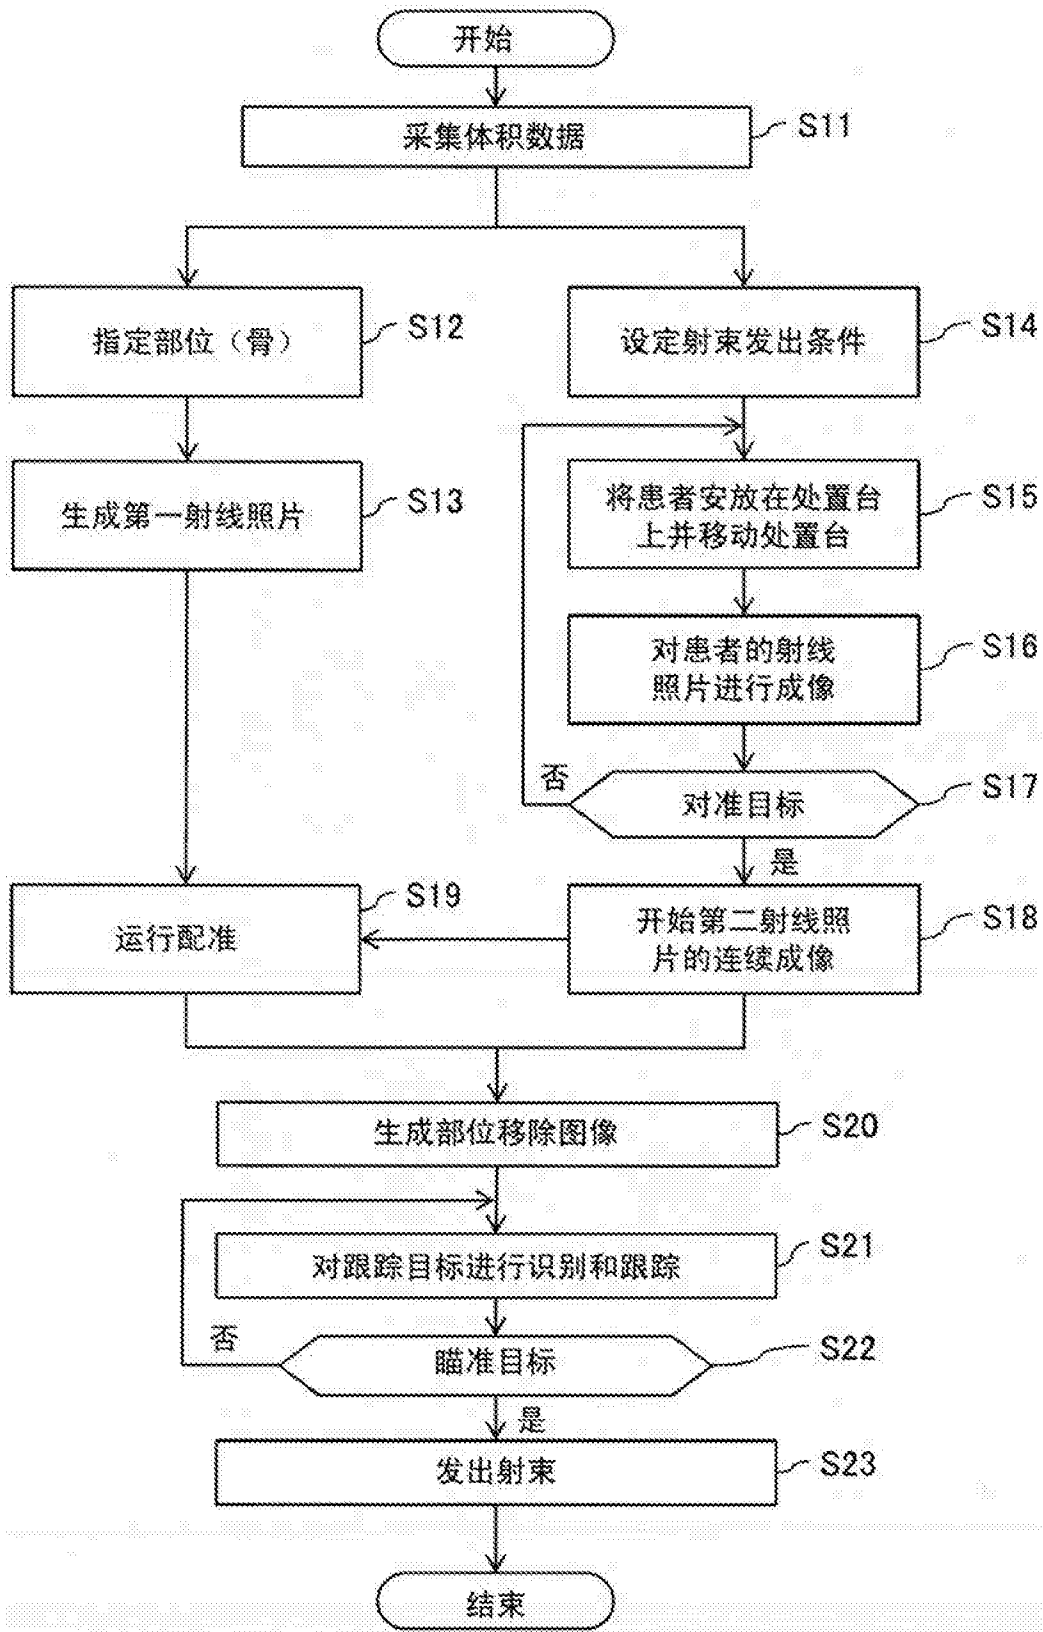 开始
采集体积数据
S11
指定部位（骨）
S12
设定射束发出条件
S14
生成第一射线照片
S13
将患者安放在处置台
上并移动处置台
S15
对患者的射线
照片进行成像
S16
否
对准目标
S17
是
运行配准
S19
开始第二射线照
片的连续成像
S18
生成部位移除图像
S20
对跟踪目标进行识别和跟踪
S21
否
瞄准目标
S22
是
发出射束
S23
结束